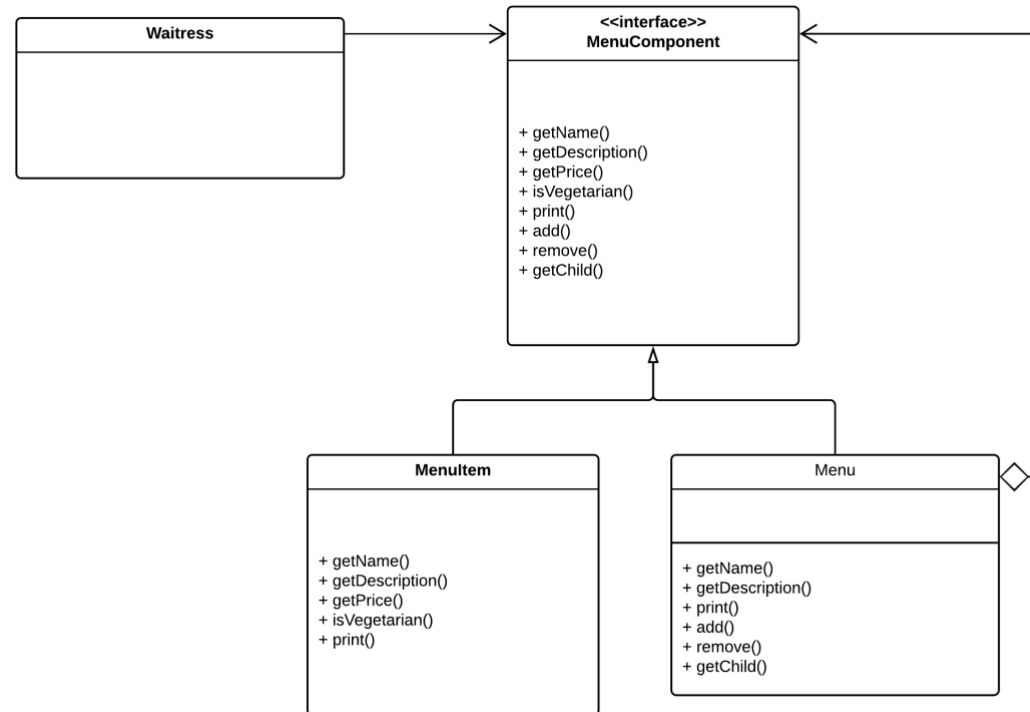 Waitress
<<interface>>
MenuComponent
+ getName()
+ getDescription()
+ getPrice()
+ isVegetarian()
+ print()
+ add()
+ remove()
+ getChild()
MenuItem
+ getName()
+ getDescription()
+ getPrice()
+ isVegetarian()
+ print()
Menu
+ getName()
+ getDescription()
+ print()
+ add()
+ remove()
+ getChild()